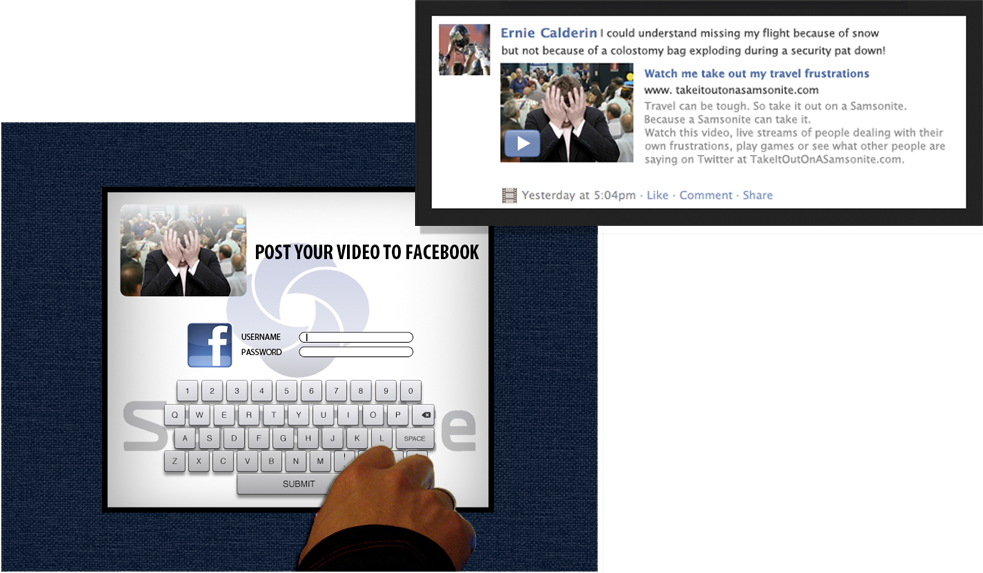 Ernie Calderin I could understand missing my flight because of snow
but not because of a colostomy bag exploding during a security pat down!
Watch me take out my travel frustrations
www. takeitoutonasamsonite.com
Travel can be tough. So take it out on a Samsonite.
Because a Samsonite can take it.
Watch this video, live streams of people dealing with their
own frustrations, play games or see what other people are
saying on Twitter at TakeItOutOnASamsonite.com.
Yesterday at 5:04pm · Like · Comment · Share
POST YOUR VIDEO TO FACEBOOK
f
USERNAME
PASSWORD
1 2 3 4 5 6 7 8 9 0
Q W E R T Y U I O P
A S D F G H J K L SPACE
Z X C V B N M !
SUBMIT